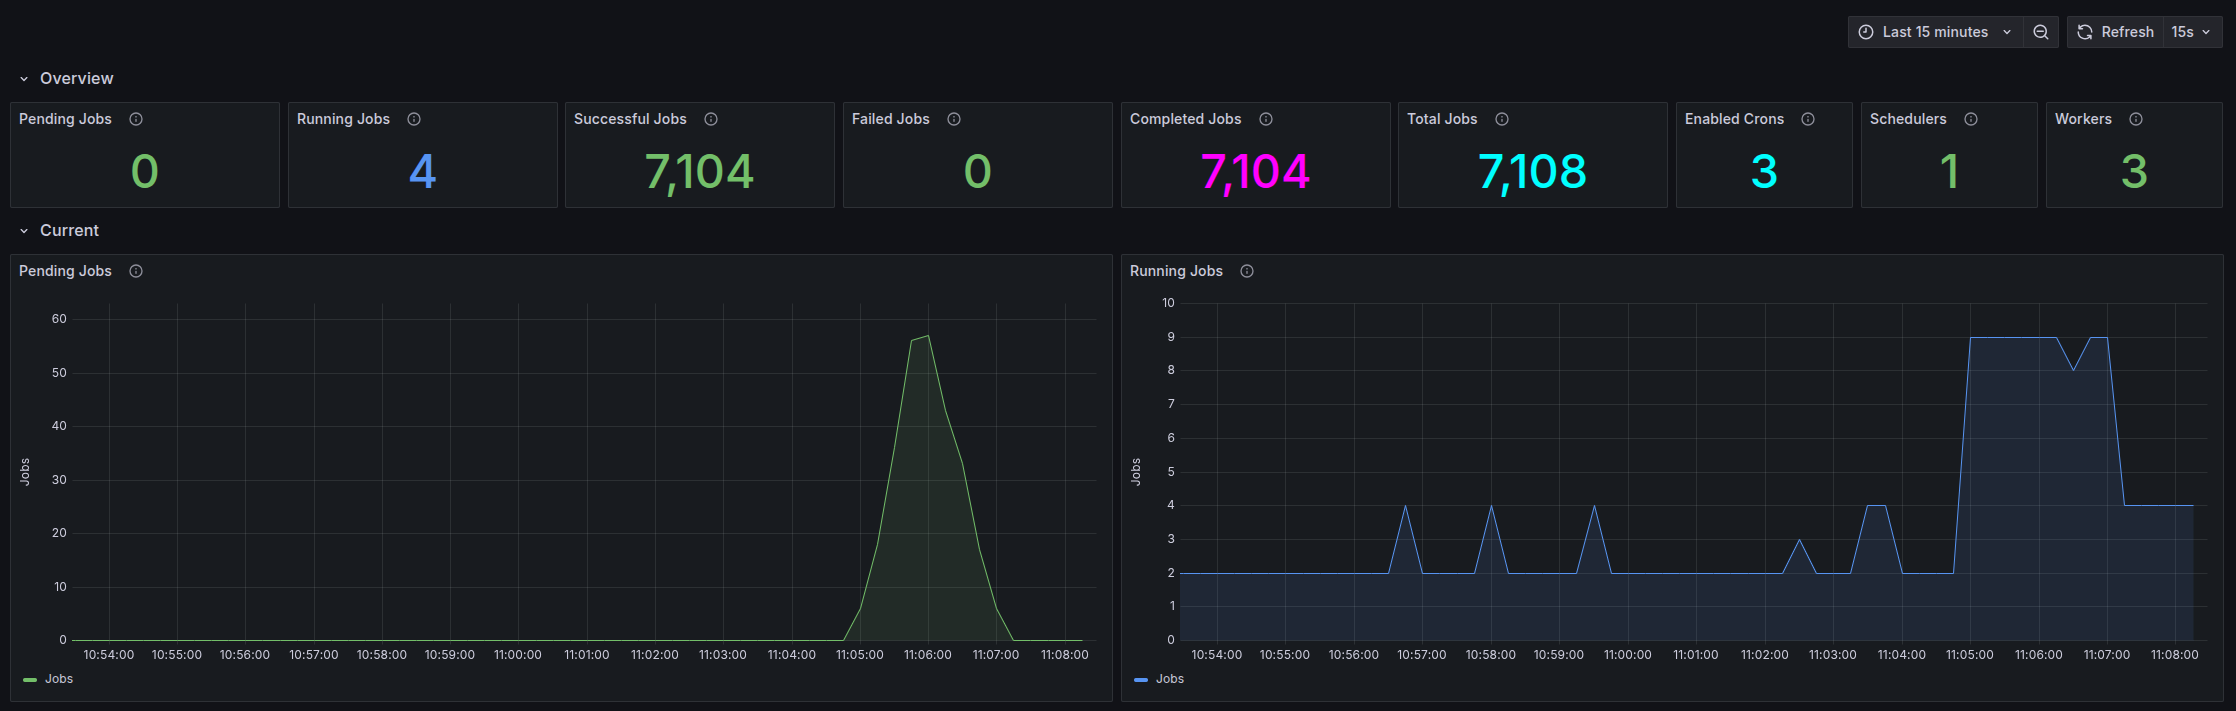 Last 15 minutes Refresh 15s
Overview
Pending Jobs Running Jobs Successful Jobs Failed Jobs Completed Jobs Total Jobs Enabled Crons Schedulers Workers
0 4 7,104 0 7,104 7,108 3 1 3
Current
Pending Jobs
60
50
40
30
20
10
0
Jobs
10:54:00 10:55:00 10:56:00 10:57:00 10:58:00 10:59:00 11:00:00 11:01:00 11:02:00 11:03:00 11:04:00 11:05:00 11:06:00 11:07:00 11:08:00
Jobs
Running Jobs
10
9
8
7
6
5
4
3
2
1
0
Jobs
10:54:00 10:55:00 10:56:00 10:57:00 10:58:00 10:59:00 11:00:00 11:01:00 11:02:00 11:03:00 11:04:00 11:05:00 11:06:00 11:07:00 11:08:00
Jobs